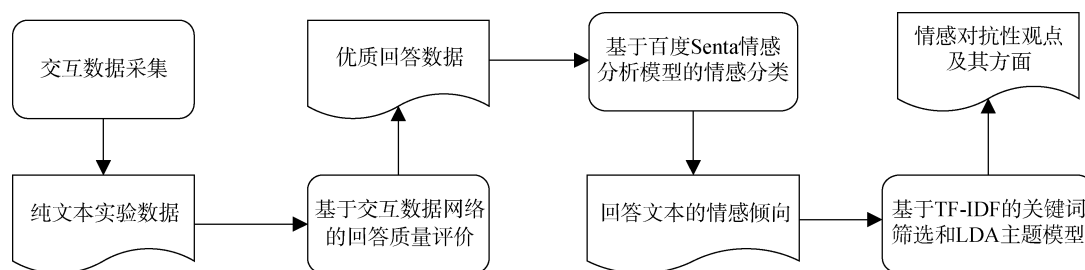 交互数据采集
纯文本实验数据
基于交互数据网络
的回答质量评价
优质回答数据
基于百度Senta情感
分析模型的情感分类
回答文本的情感倾向
基于TF-IDF的关键词
筛选和LDA主题模型
情感对抗性观点
及其方面